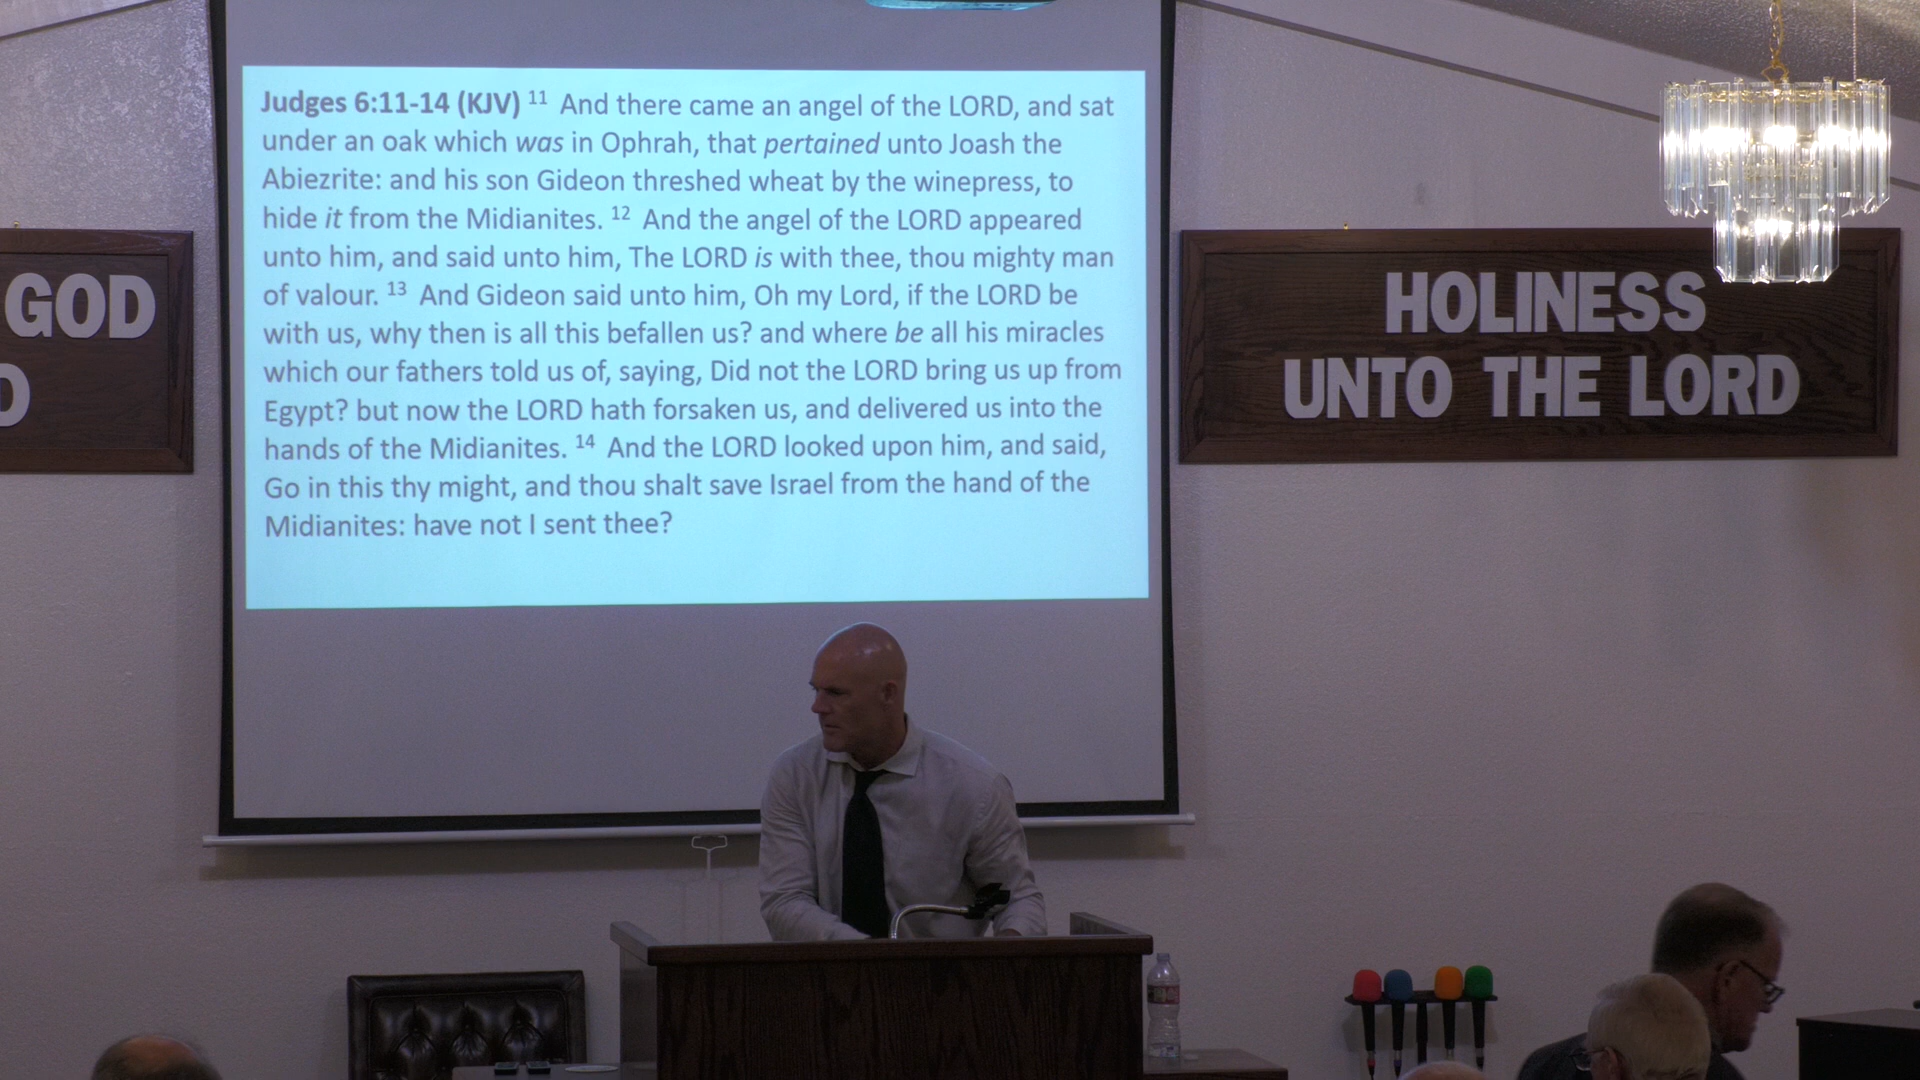 Judges 6:11-14 (KJV) 11 And there came an angel of the LORD, and sat
under an oak which was in Ophrah, that pertained unto Joash the
Abiezrite: and his son Gideon threshed wheat by the winepress, to
hide it from the Midianites. 12 And the angel of the LORD appeared
unto him, and said unto him, The LORD is with thee, thou mighty man
of valour. 13 And Gideon said unto him, Oh my Lord, if the LORD be
with us, why then is all this befallen us? and where be all his miracles
which our fathers told us of, saying, Did not the LORD bring us up from
Egypt? but now the LORD hath forsaken us, and delivered us into the
hands of the Midianites. 14 And the LORD looked upon him, and said,
Go in this thy might, and thou shalt save Israel from the hand of the
Midianites: have not I sent thee?
GOD
HOLINESS
UNTO THE LORD